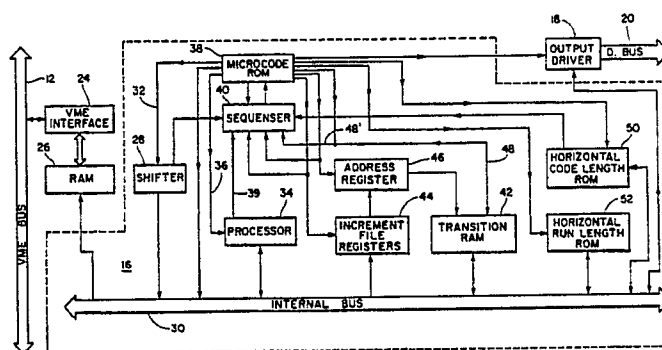 12
VME BUS
24
VME INTERFACE
26
RAM
16
32
28
SHIFTER
38
MICROCODE ROM
40
SEQUENSER
36
39
34
PROCESSOR
48'
46
ADDRESS REGISTER
44
INCREMENT FILE REGISTERS
48
42
TRANSITION RAM
18
OUTPUT DRIVER
20
D. BUS
50
HORIZONTAL CODE LENGTH ROM
52
HORIZONTAL RUN LENGTH ROM
INTERNAL BUS
30